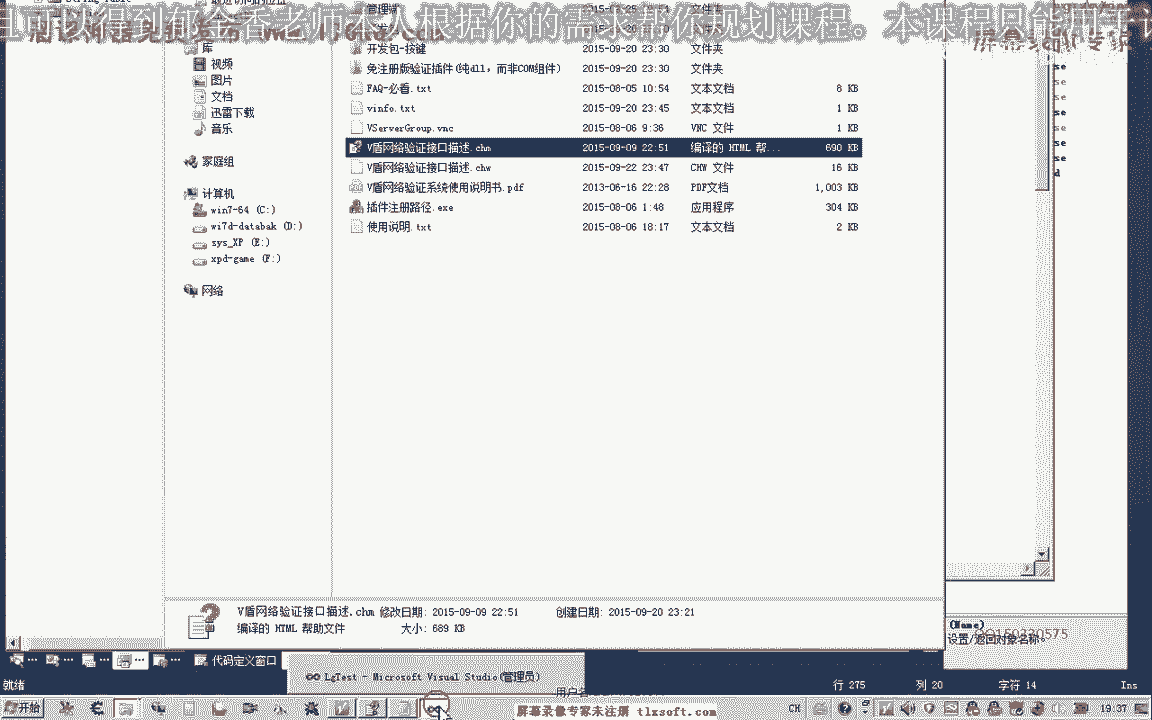 且可以得到郁金香老师本人根据你的需求帮你规划课程。本课程只能可下
屏幕录像专家
管理端 2015-09-25 10:54 文件夹
库
开发包-按键 2015-09-20 23:30 文件夹
视频
免注册版验证插件(纯dll，而非COM组件) 2015-09-20 23:30 文件夹
图片
FAQ-必看.txt 2015-08-05 10:54 文本文档 8 KB
文档
vinfo.txt 2015-09-20 23:45 文本文档 1 KB
迅雷下载
音乐
VServerGroup.vnc 2015-08-06 9:36 VNC 文件 1 KB
V盾网络验证接口描述.chm 2015-09-09 22:51 编译的 HTML 帮... 690 KB
家庭组
V盾网络验证接口描述.chw 2015-09-22 23:47 CHW 文件 16 KB
V盾网络验证系统使用说明书.pdf 2013-06-16 22:28 PDF文档 1,003 KB
计算机
插件注册路径.exe 2015-08-06 1:48 应用程序 304 KB
win7-64 (C:)
使用说明.txt 2015-08-06 18:17 文本文档 2 KB
wi7d-databak (D:)
sys_XP (E:)
xpd-game (F:)
网络
V盾网络验证接口描述.chm 修改日期: 2015-09-09 22:51 创建日期: 2015-09-20 23:21
编译的 HTML 帮助文件 大小: 689 KB
(Name)
设置/返回对象名称。
代码定义窗口
LgTest - Microsoft Visual Studio(管理员)
就绪 行 275 列 20 字符 14 Ins
开始 CH 19:37
屏幕录像专家未注册 tlxsoft.com